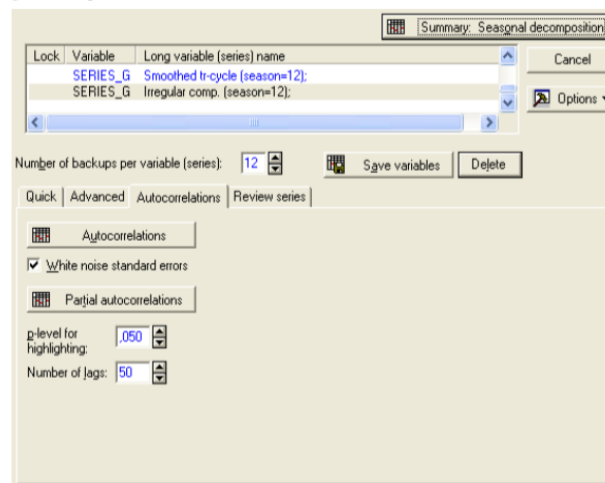 Summary: Seasonal decomposition
Lock Variable Long variable (series) name
SERIES_G Smoothed tr-cycle (season=12);
SERIES_G Irregular comp. (season=12);
Cancel
Options
Number of backups per variable (series): 12 Save variables Delete
Quick Advanced Autocorrelations Review series
Autocorrelations
White noise standard errors
Partial autocorrelations
p-level for
highlighting: ,050
Number of lags: 50